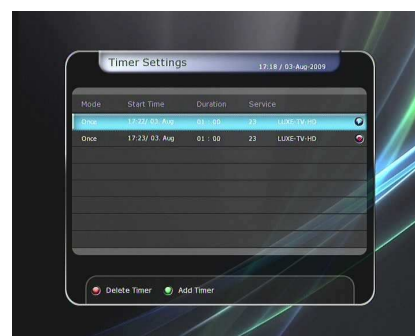 Timer Settings
17:18 / 03-Aug-2009
Mode Start Time Duration Service
Once 17:22/ 03. Aug 01 : 00 23 LUXE-TV-HD
Once 17:23/ 03. Aug 01 : 00 23 LUXE-TV-HD
Delete Timer Add Timer